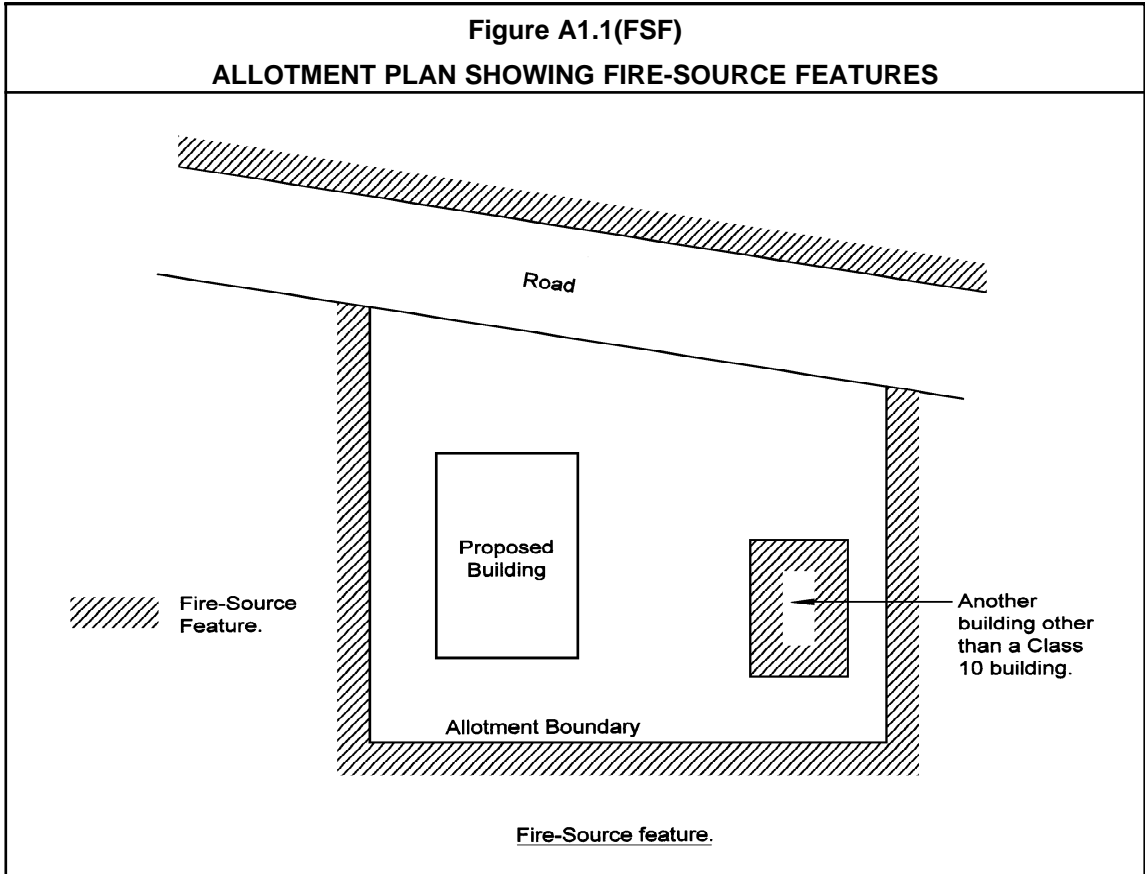 Figure A1.1(FSF)
ALLOTMENT PLAN SHOWING FIRE-SOURCE FEATURES
Road
Proposed
Building
Fire-Source
Feature.
Another
building other
than a Class
10 building.
Allotment Boundary
Fire-Source feature.